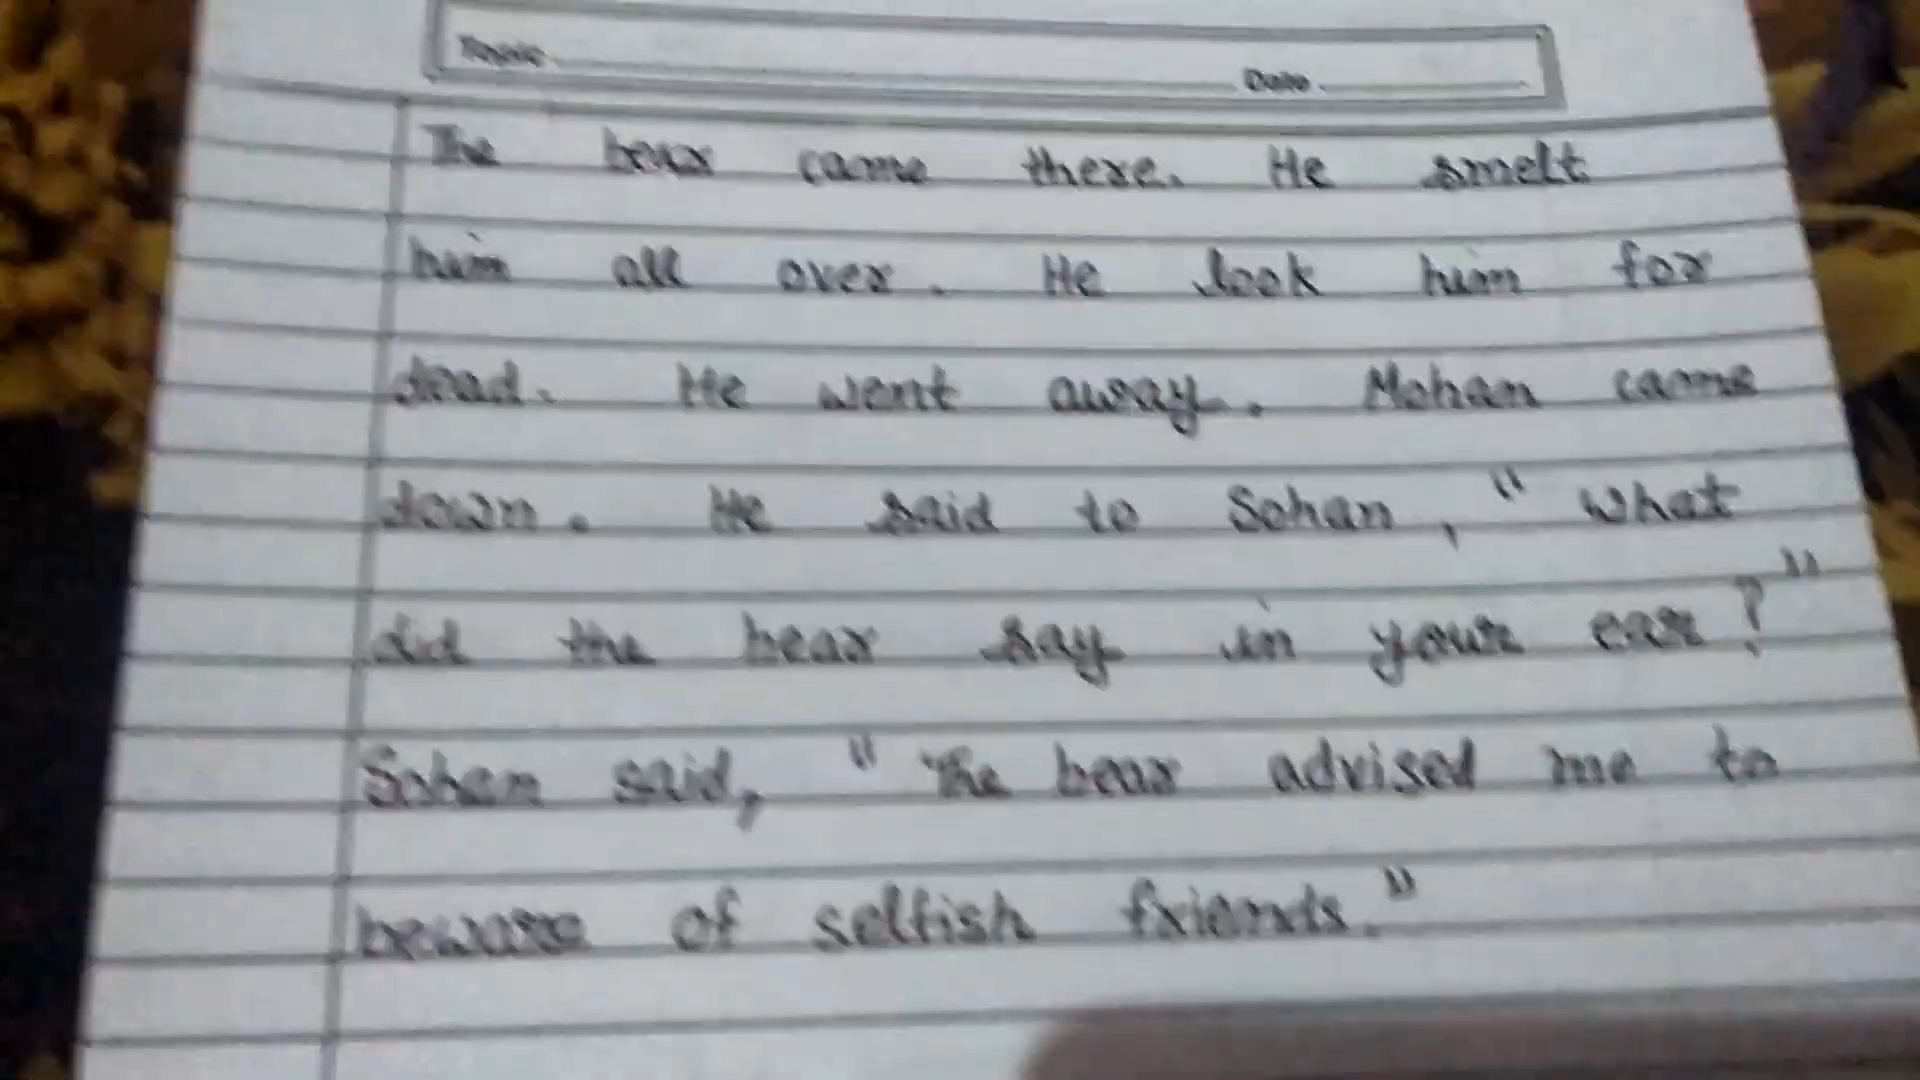 Topic Date
The bear came there. He smelt
him all over. He look him for
dead. He went away. Mohan came
down. He said to Sohan, "What
did the bear say in your ear?"
Sohan said, "The bear advised me to
beware of selfish friends."